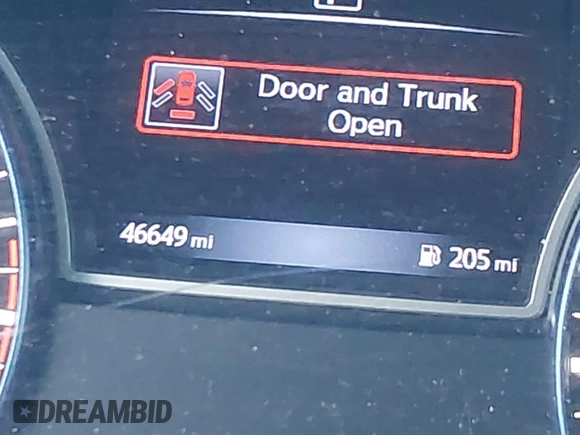 Door and Trunk
Open
46649 mi
205 mi
DREAMBID